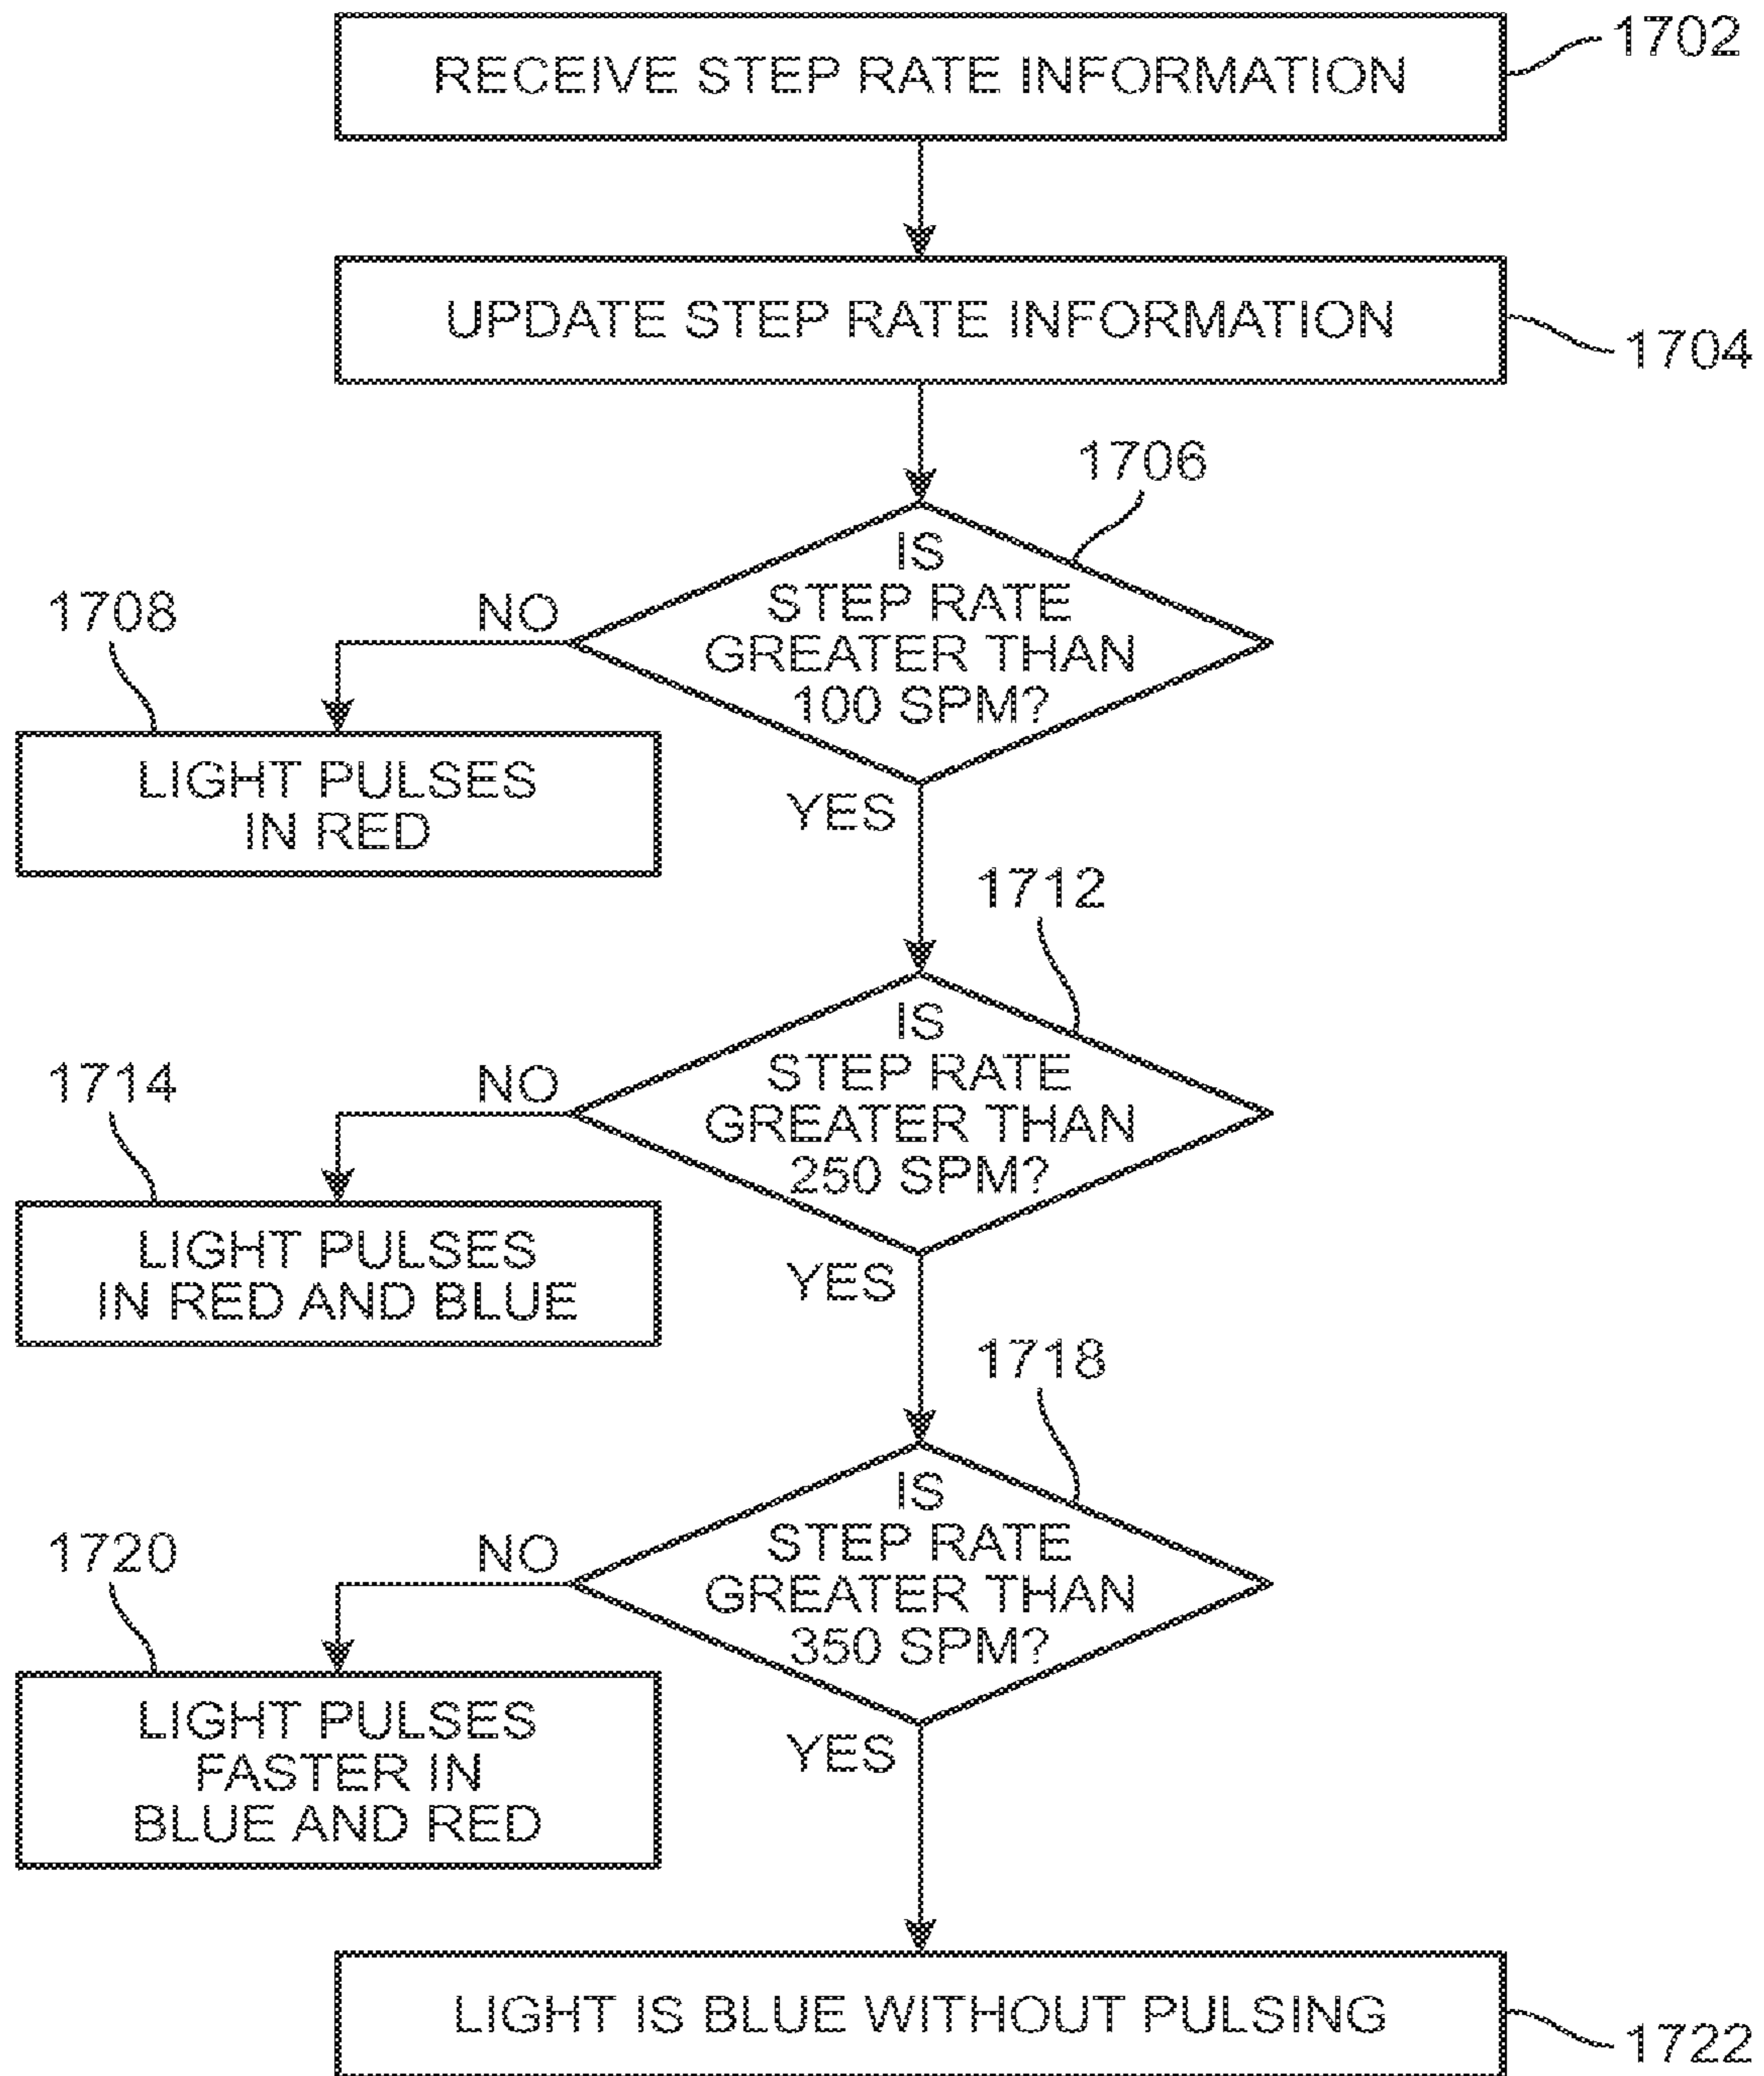 RECEIVE STEP RATE INFORMATION
1702
UPDATE STEP RATE INFORMATION
1704
1706
IS
STEP RATE
GREATER THAN
100 SPM?
NO
1708
LIGHT PULSES
IN RED
YES
1712
IS
STEP RATE
GREATER THAN
250 SPM?
NO
1714
LIGHT PULSES
IN RED AND BLUE
YES
1718
IS
STEP RATE
GREATER THAN
350 SPM?
NO
1720
LIGHT PULSES
FASTER IN
BLUE AND RED
YES
LIGHT IS BLUE WITHOUT PULSING
1722